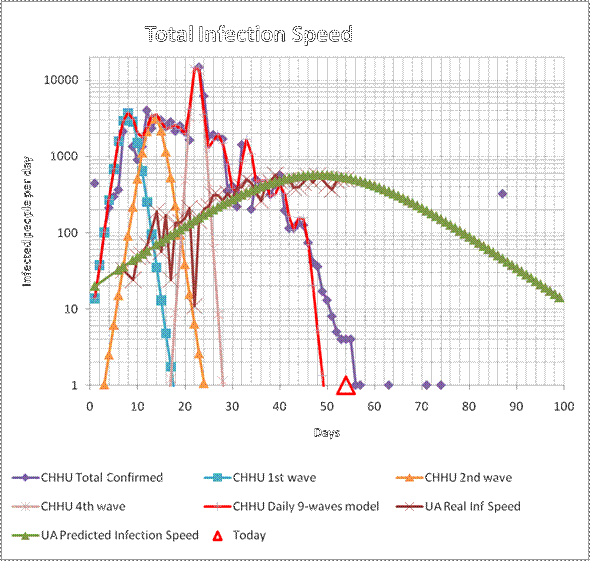 Total Infection Speed
Infected people per day
10000
1000
100
10
1
0 10 20 30 40 50 60 70 80 90 100
Days
CHHU Total Confirmed CHHU 1st wave CHHU 2nd wave
CHHU 4th wave CHHU Daily 9-waves model UA Real Inf Speed
UA Predicted Infection Speed Today